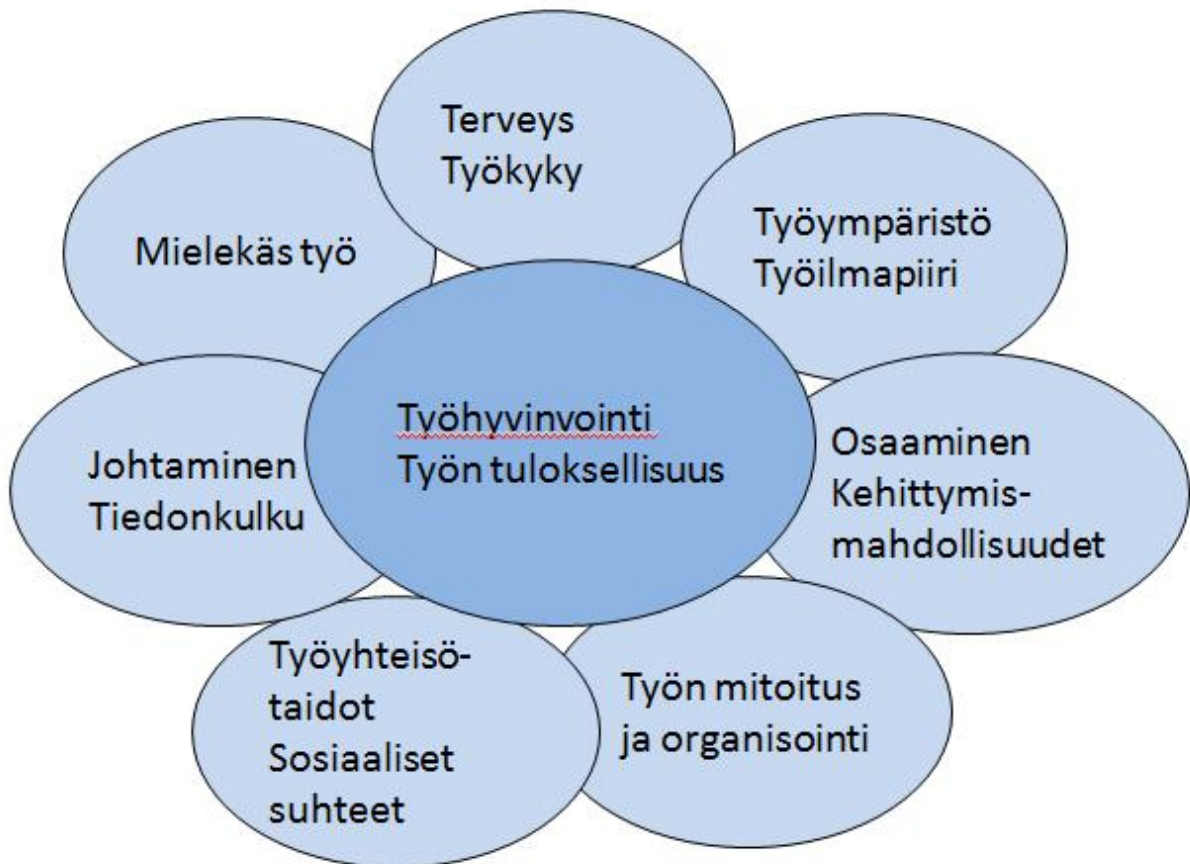 Terveys
Työkyky
Työympäristö
Työilmapiiri
Mielekäs työ
Työhyvinvointi
Työn tuloksellisuus
Osaaminen
Kehittymis-
mahdollisuudet
Johtaminen
Tiedonkulku
Työyhteisö-
taidot
Sosiaaliset
suhteet
Työn mitoitus
ja organisointi